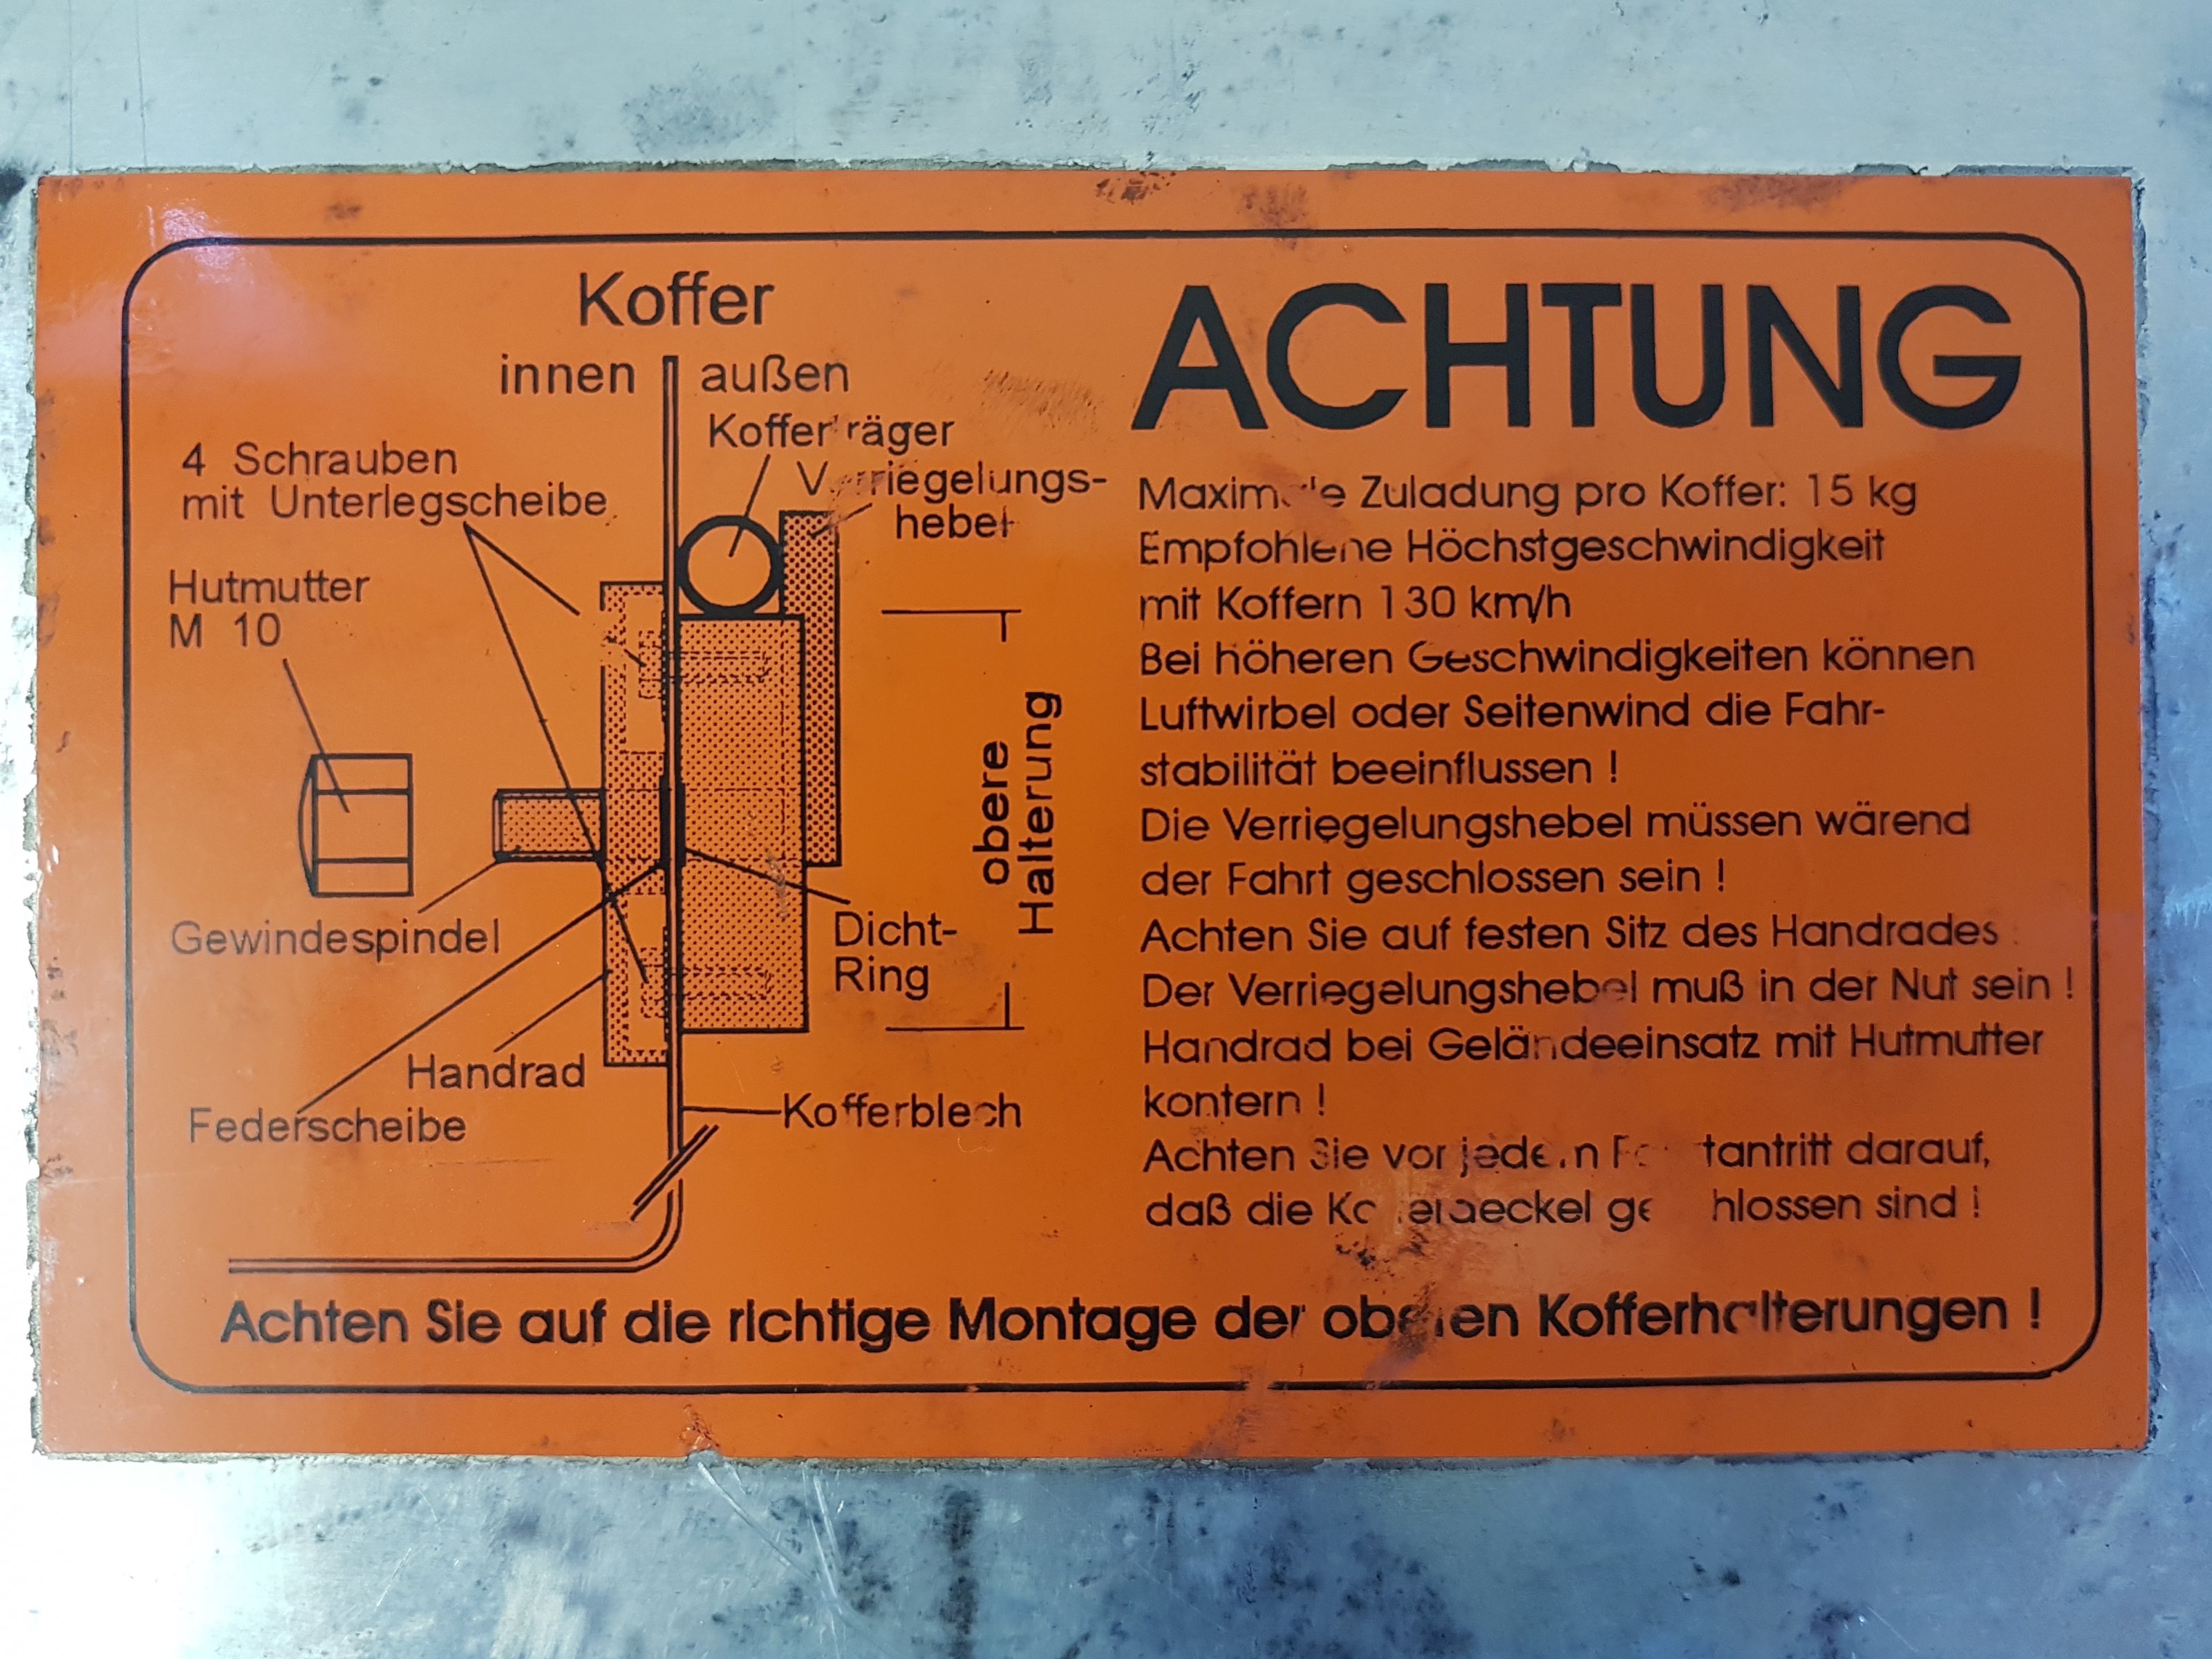 Koffer
innen außen
Kofferträger
Verriegelungs-
hebel
4 Schrauben
mit Unterlegscheibe
Hutmutter
M 10
Gewindespindel
Handrad
Federscheibe
Dicht-
Ring
Kofferblech
obere
Halterung
ACHTUNG
Maximale Zuladung pro Koffer: 15 kg
Empfohlene Höchstgeschwindigkeit
mit Koffern 130 km/h
Bei höheren Geschwindigkeiten können
Luftwirbel oder Seitenwind die Fahr-
stabilität beeinflussen !
Die Verriegelungshebel müssen wärend
der Fahrt geschlossen sein !
Achten Sie auf festen Sitz des Handrades
Der Verriegelungshebel muß in der Nut sein !
Handrad bei Geländeeinsatz mit Hutmutter
kontern !
Achten Sie vor jedem Fahrtantritt darauf,
daß die Kofferdeckel geschlossen sind !
Achten Sie auf die richtige Montage der oberen Kofferhalterungen !